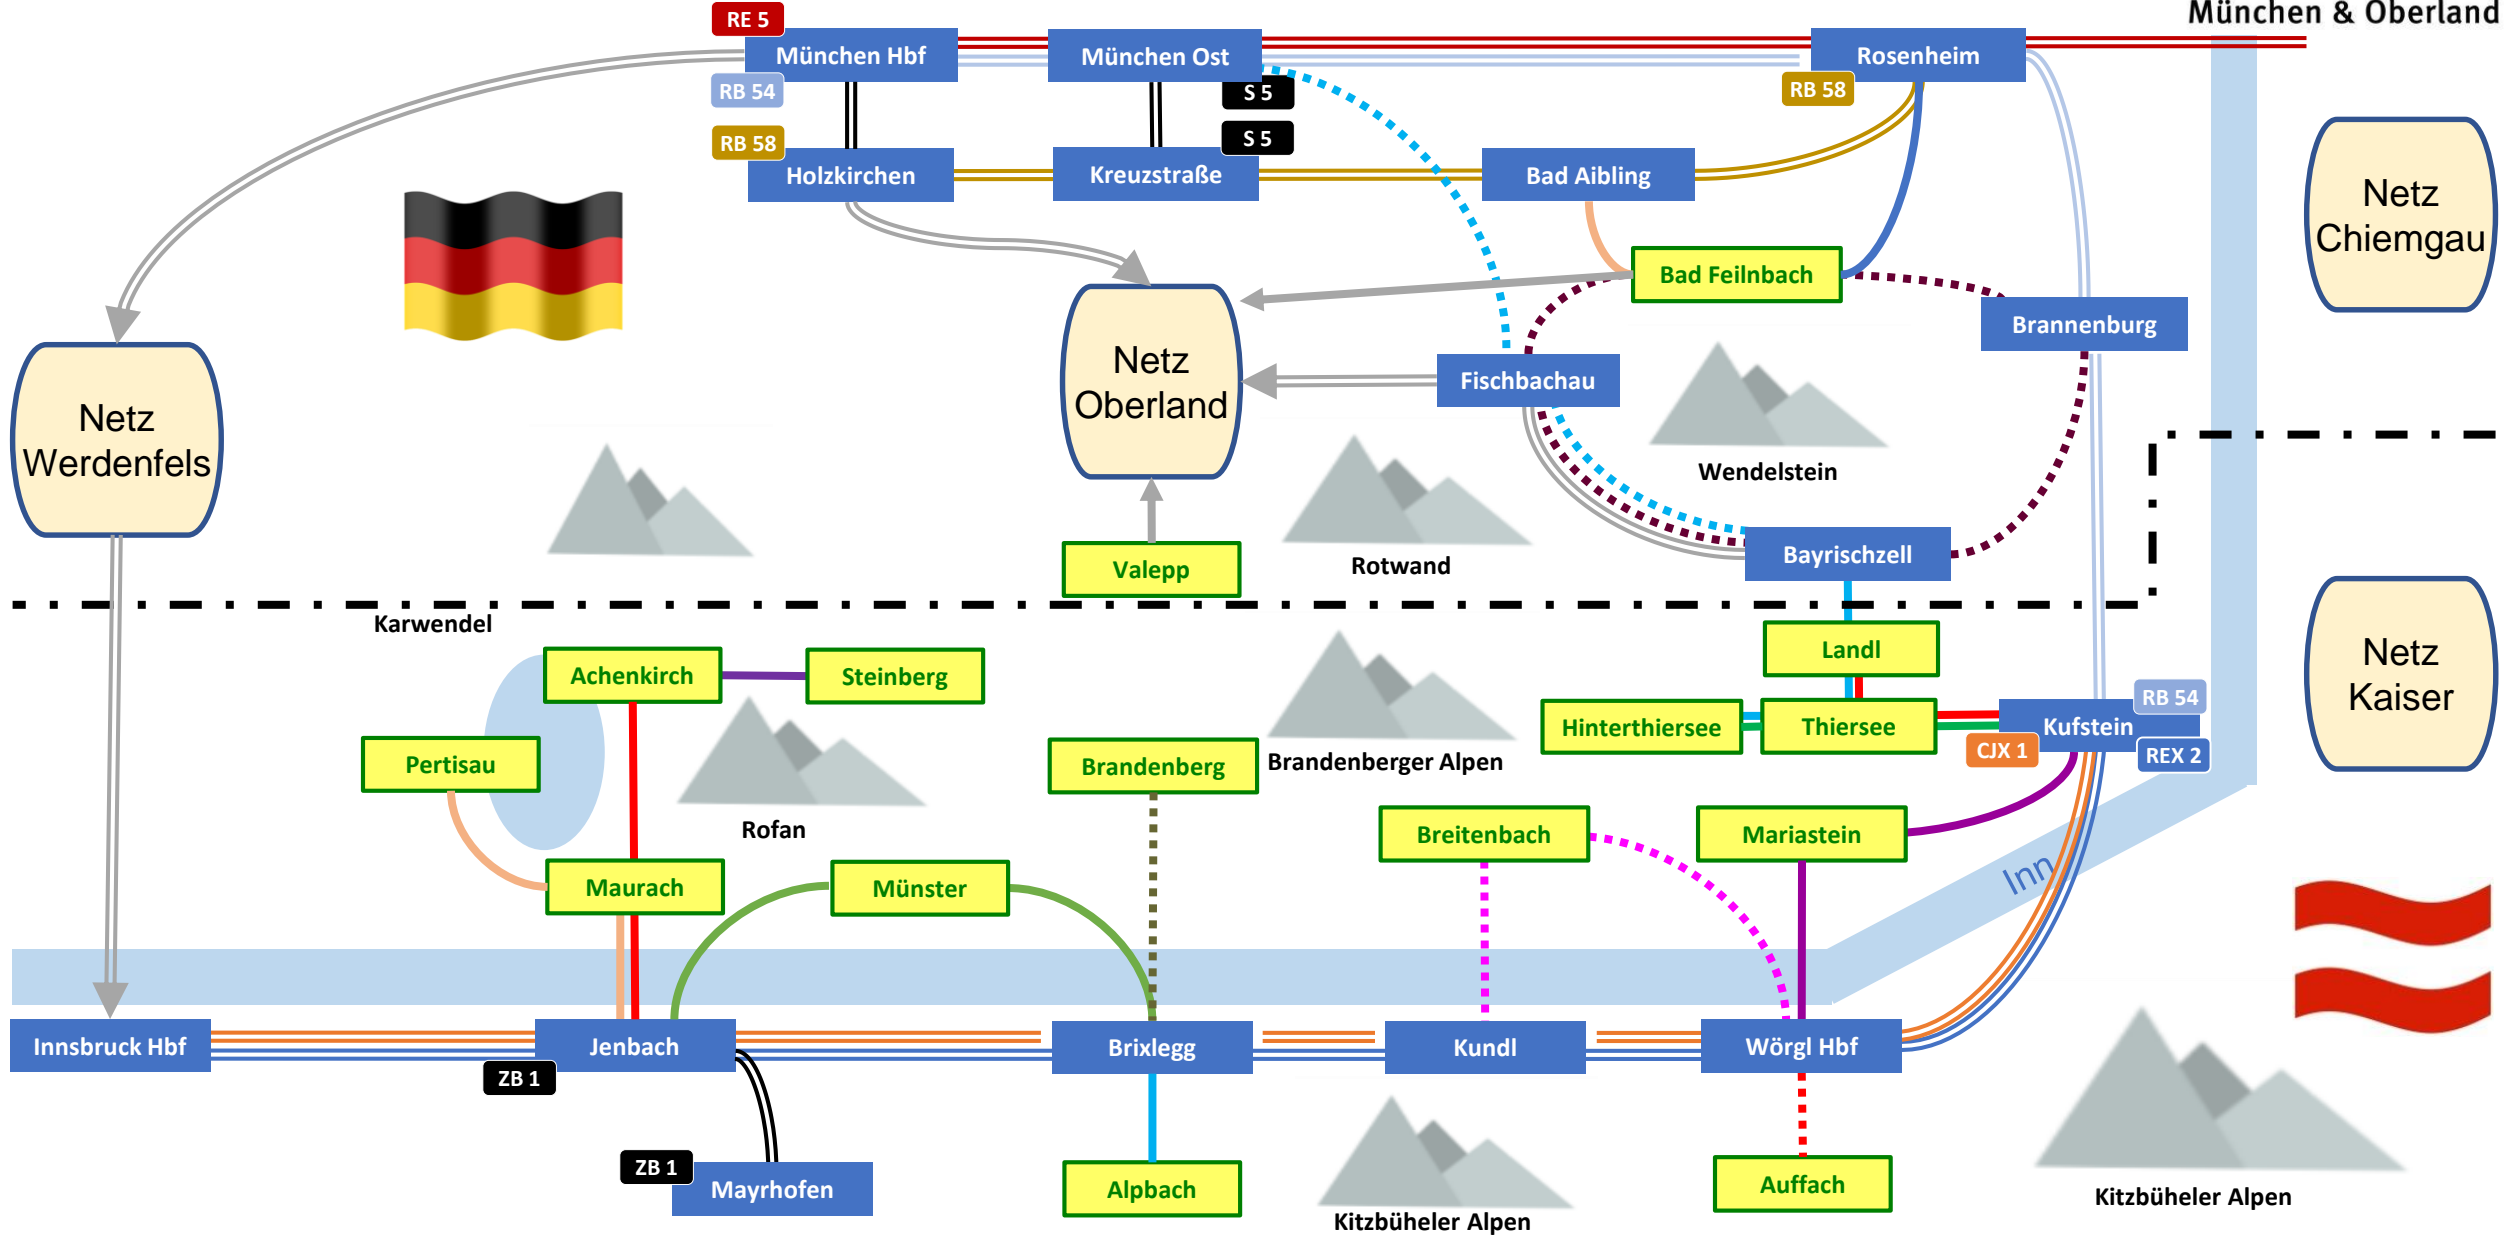 München & Oberland
RE 5
München Hbf
München Ost
Rosenheim
RB 54
S 5
RB 58
RB 58
S 5
Holzkirchen
Kreuzstraße
Bad Aibling
Netz
Chiemgau
Bad Feilnbach
Brannenburg
Netz
Oberland
Fischbachau
Netz
Werdenfels
Wendelstein
Bayrischzell
Rotwand
Valepp
Karwendel
Landl
Achenkirch
Steinberg
Netz
Kaiser
RB 54
Hinterthiersee
Thiersee
Kufstein
CJX 1
REX 2
Pertisau
Brandenberg
Brandenberger Alpen
Rofan
Breitenbach
Mariastein
Maurach
Münster
Inn
Innsbruck Hbf
Jenbach
Brixlegg
Kundl
Wörgl Hbf
ZB 1
ZB 1
Mayrhofen
Alpbach
Auffach
Kitzbüheler Alpen
Kitzbüheler Alpen